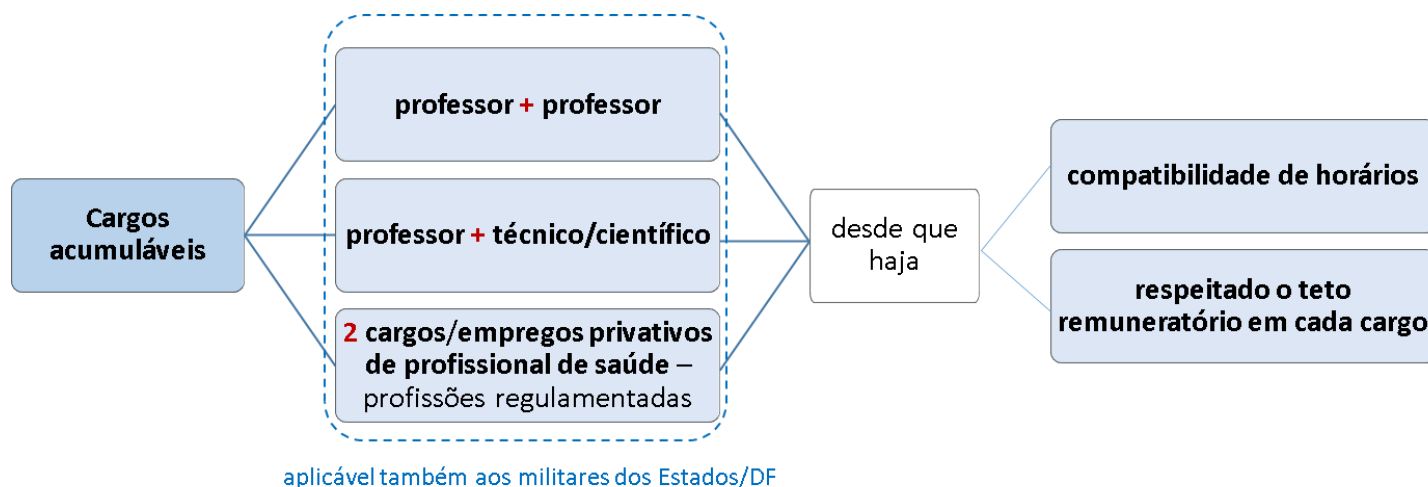 Cargos
acumuláveis
professor + professor
professor + técnico/científico
2 cargos/empregos privativos
de profissional de saúde –
profissões regulamentadas
aplicável também aos militares dos Estados/DF
desde que
haja
compatibilidade de horários
respeitado o teto
remuneratório em cada cargo